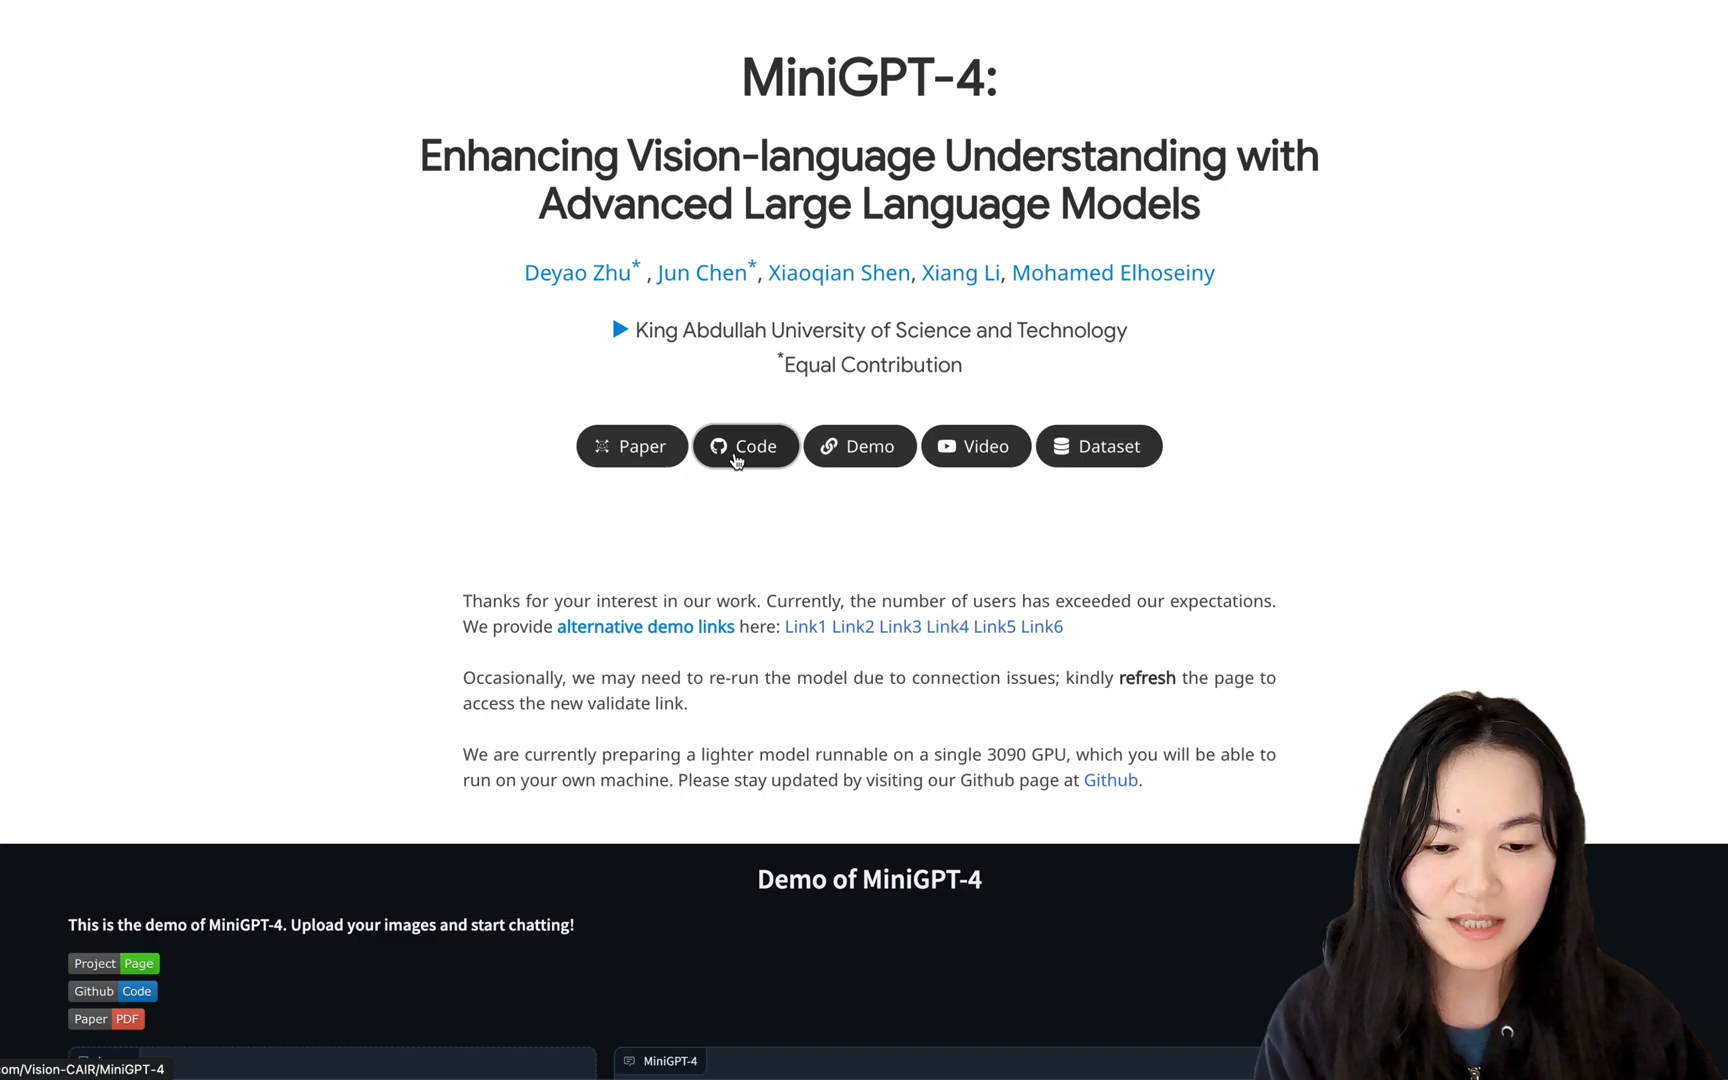 MiniGPT-4:
Enhancing Vision-language Understanding with
Advanced Large Language Models
Deyao Zhu* , Jun Chen*, Xiaoqian Shen, Xiang Li, Mohamed Elhoseiny
▶ King Abdullah University of Science and Technology
*Equal Contribution
Paper Code Demo Video Dataset
Thanks for your interest in our work. Currently, the number of users has exceeded our expectations.
We provide alternative demo links here: Link1 Link2 Link3 Link4 Link5 Link6
Occasionally, we may need to re-run the model due to connection issues; kindly refresh the page to
access the new validate link.
We are currently preparing a lighter model runnable on a single 3090 GPU, which you will be able to
run on your own machine. Please stay updated by visiting our Github page at Github.
Demo of MiniGPT-4
This is the demo of MiniGPT-4. Upload your images and start chatting!
Project Page
Github Code
Paper PDF
MiniGPT-4
om/Vision-CAIR/MiniGPT-4